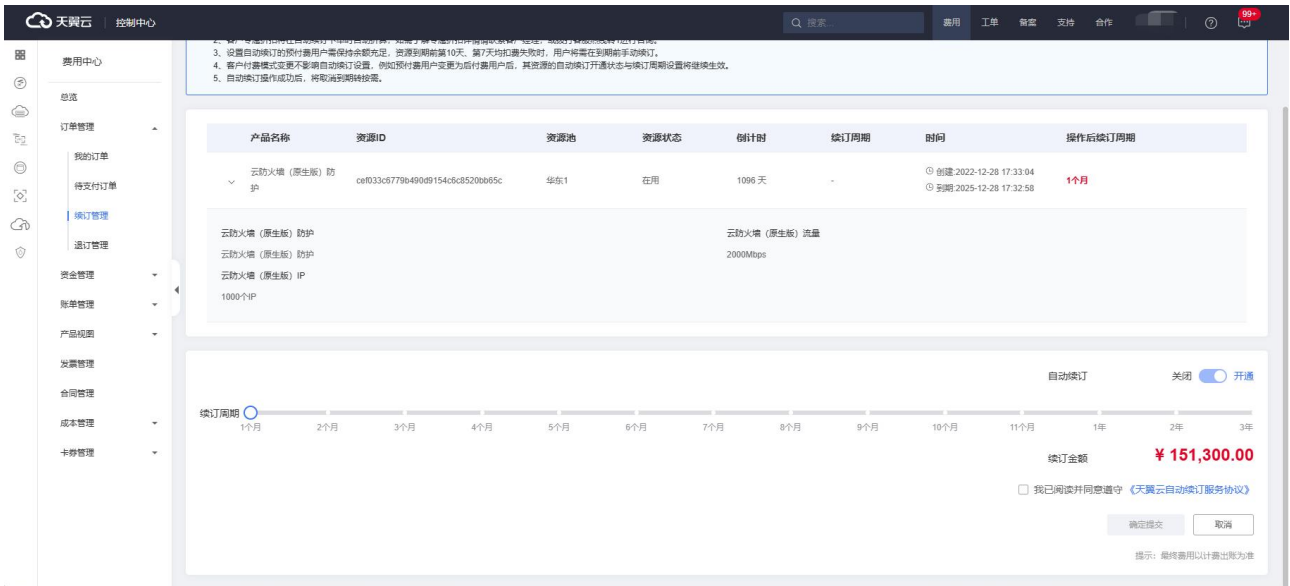 天翼云 控制中心 搜索... 费用 工单 备案 支持 合作 99+
费用中心
总览
订单管理
我的订单
待支付订单
续订管理
退订管理
资金管理
账单管理
产品视图
发票管理
合同管理
成本管理
卡券管理
3、设置自动续订的预付费用户需保持余额充足，资源到期前第10天、第7天均扣费失败时，用户将需在到期前手动续订。
4、客户付费模式变更不影响自动续订设置，例如预付费用户变更为后付费用户后，其资源的自动续订开通状态与续订周期设置将继续生效。
5、自动续订操作成功后，将取消到期转按需。
产品名称 资源ID 资源池 资源状态 倒计时 续订周期 时间 操作后续订周期
云防火墙（原生版）防护 cef033c6779b490d9154c6c8520bb65c 华东1 在用 1096 天 - 创建:2022-12-28 17:33:04 1个月
到期:2025-12-28 17:32:58
云防火墙（原生版）防护 云防火墙（原生版）流量
云防火墙（原生版）防护 2000Mbps
云防火墙（原生版）IP
1000个IP
自动续订 关闭 开通
续订周期
1个月 2个月 3个月 4个月 5个月 6个月 7个月 8个月 9个月 10个月 11个月 1年 2年 3年
续订金额 ¥ 151,300.00
我已阅读并同意遵守 《天翼云自动续订服务协议》
确定提交 取消
提示：最终费用以计费出账为准